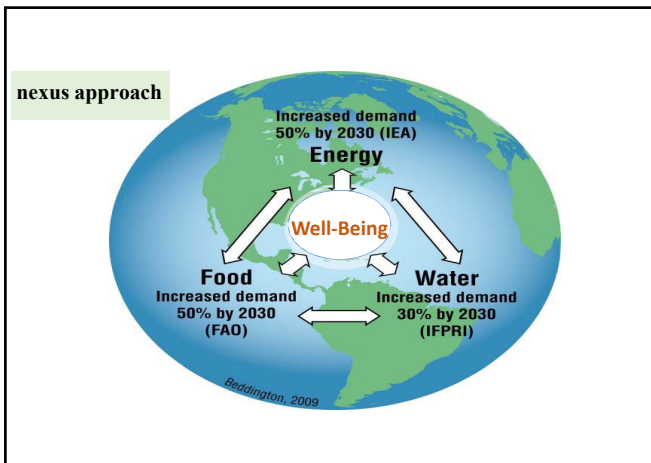 nexus approach
Increased demand
50% by 2030 (IEA)
Energy
Well-Being
Food
Increased demand
50% by 2030
(FAO)
Water
Increased demand
30% by 2030
(IFPRI)
Beddington, 2009